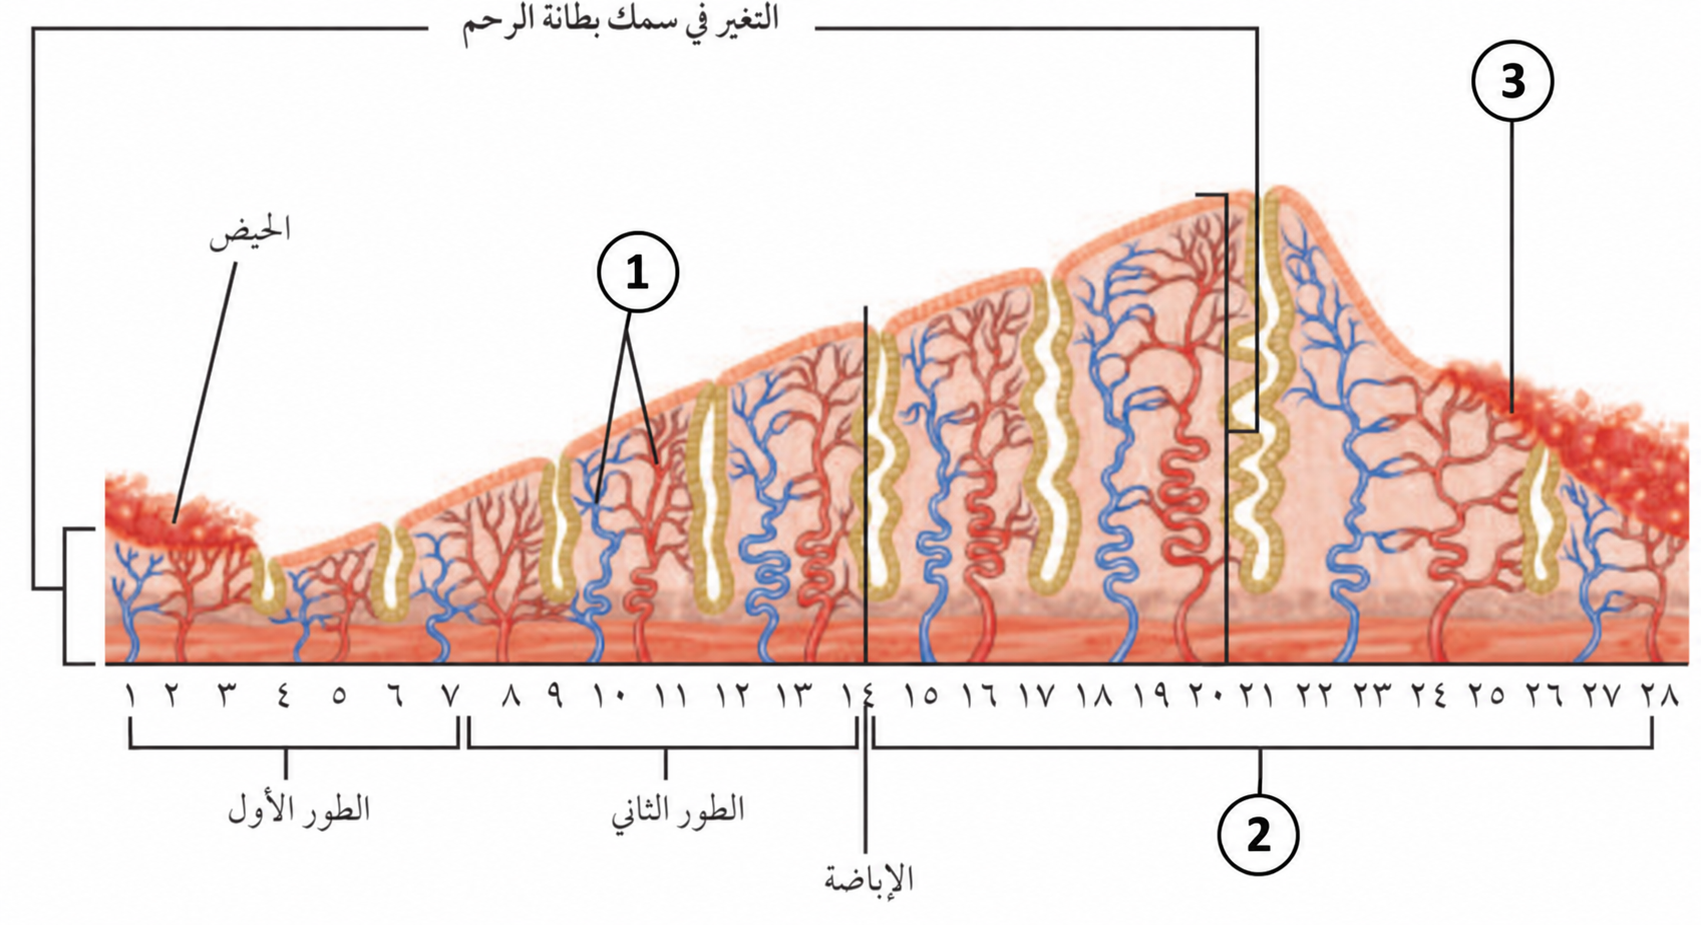 التغير في سمك بطانة الرحم
3
الحيض
1
١ ٢ ٣ ٤ ٥ ٦ ٧ ٨ ٩ ١٠ ١١ ١٢ ١٣ ١٤ ١٥ ١٦ ١٧ ١٨ ١٩ ٢٠ ٢١ ٢٢ ٢٣ ٢٤ ٢٥ ٢٦ ٢٧ ٢٨
الطور الأول
الطور الثاني
2
الإباضة